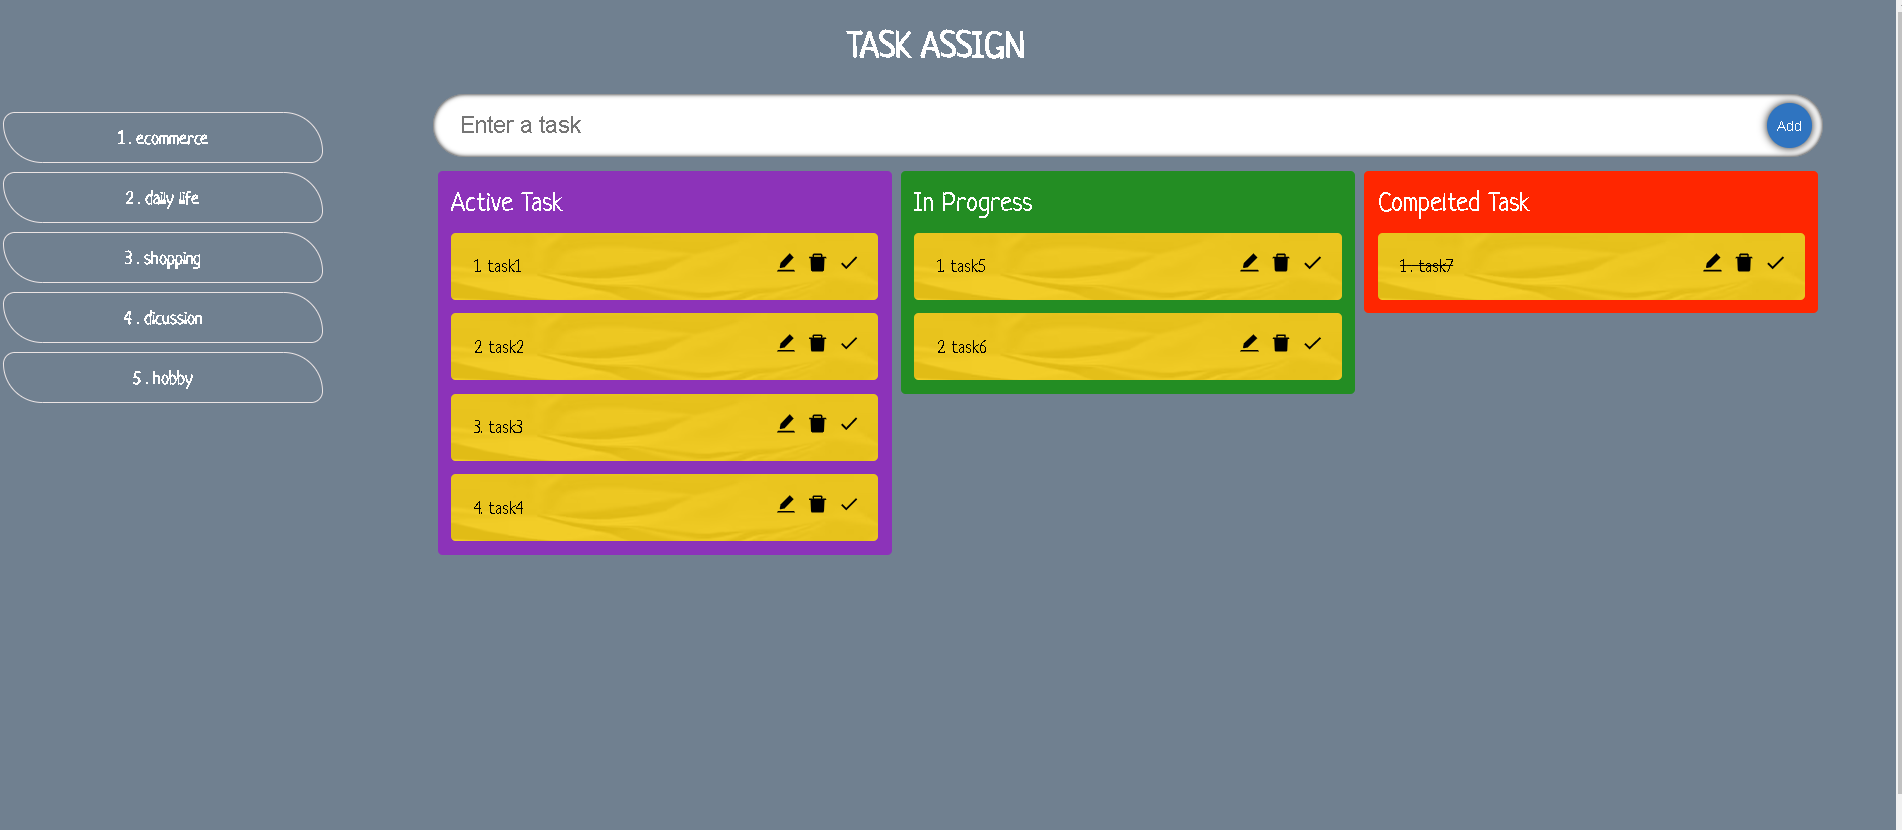 TASK ASSIGN
Enter a task
Add
1 . ecommerce
2 . daily life
3 . shopping
4 . dicussion
5 . hobby
Active Task
1. task1
2. task2
3. task3
4. task4
In Progress
1. task5
2. task6
Compelted Task
1 . task7